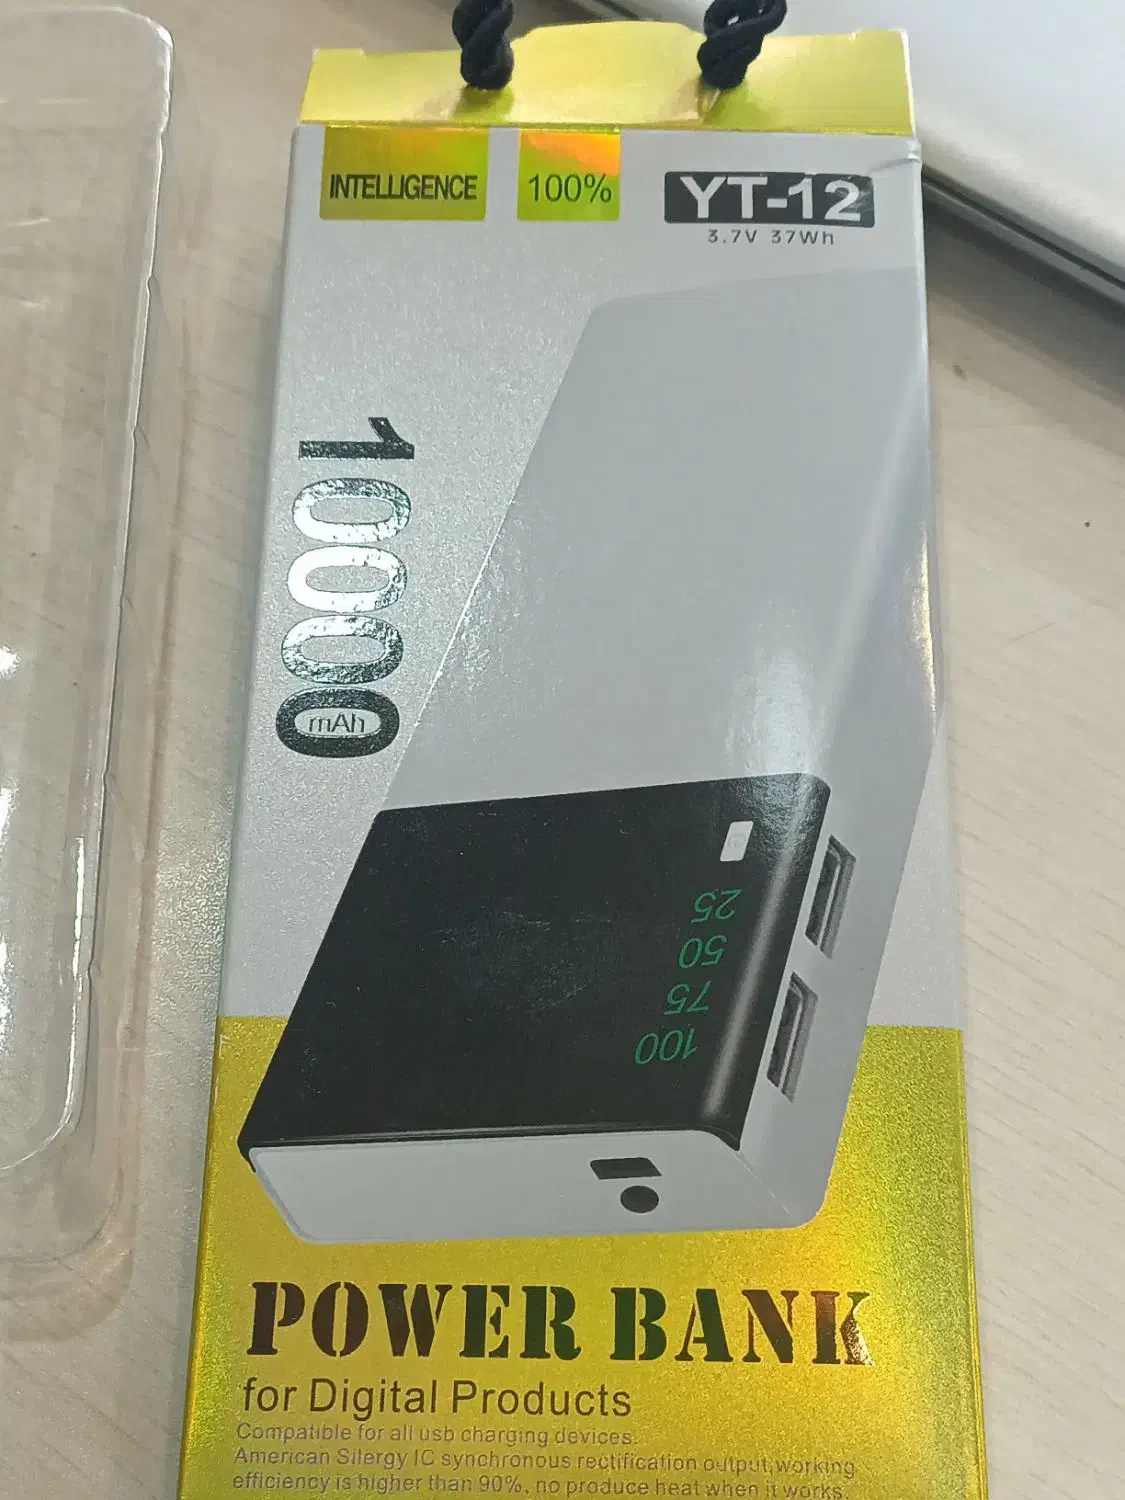 INTELLIGENCE
100%
YT-12
3.7V 37Wh
10000
mAh
25
50
75
100
POWER BANK
for Digital Products
Compatible for all usb charging devices.
American Silergy IC synchronous rectification output,working
efficiency is higher than 90%, no produce heat when it works.